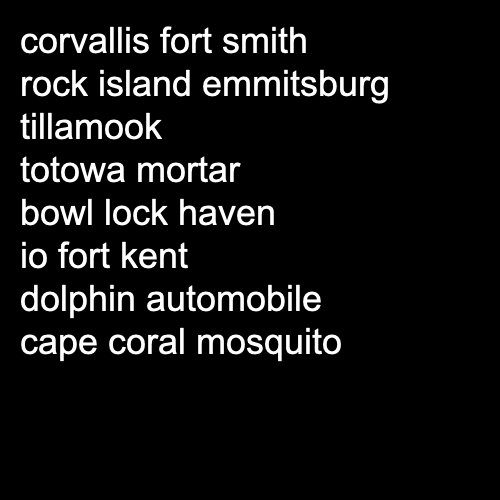 corvallis fort smith
rock island emmitsburg
tillamook
totowa mortar
bowl lock haven
io fort kent
dolphin automobile
cape coral mosquito